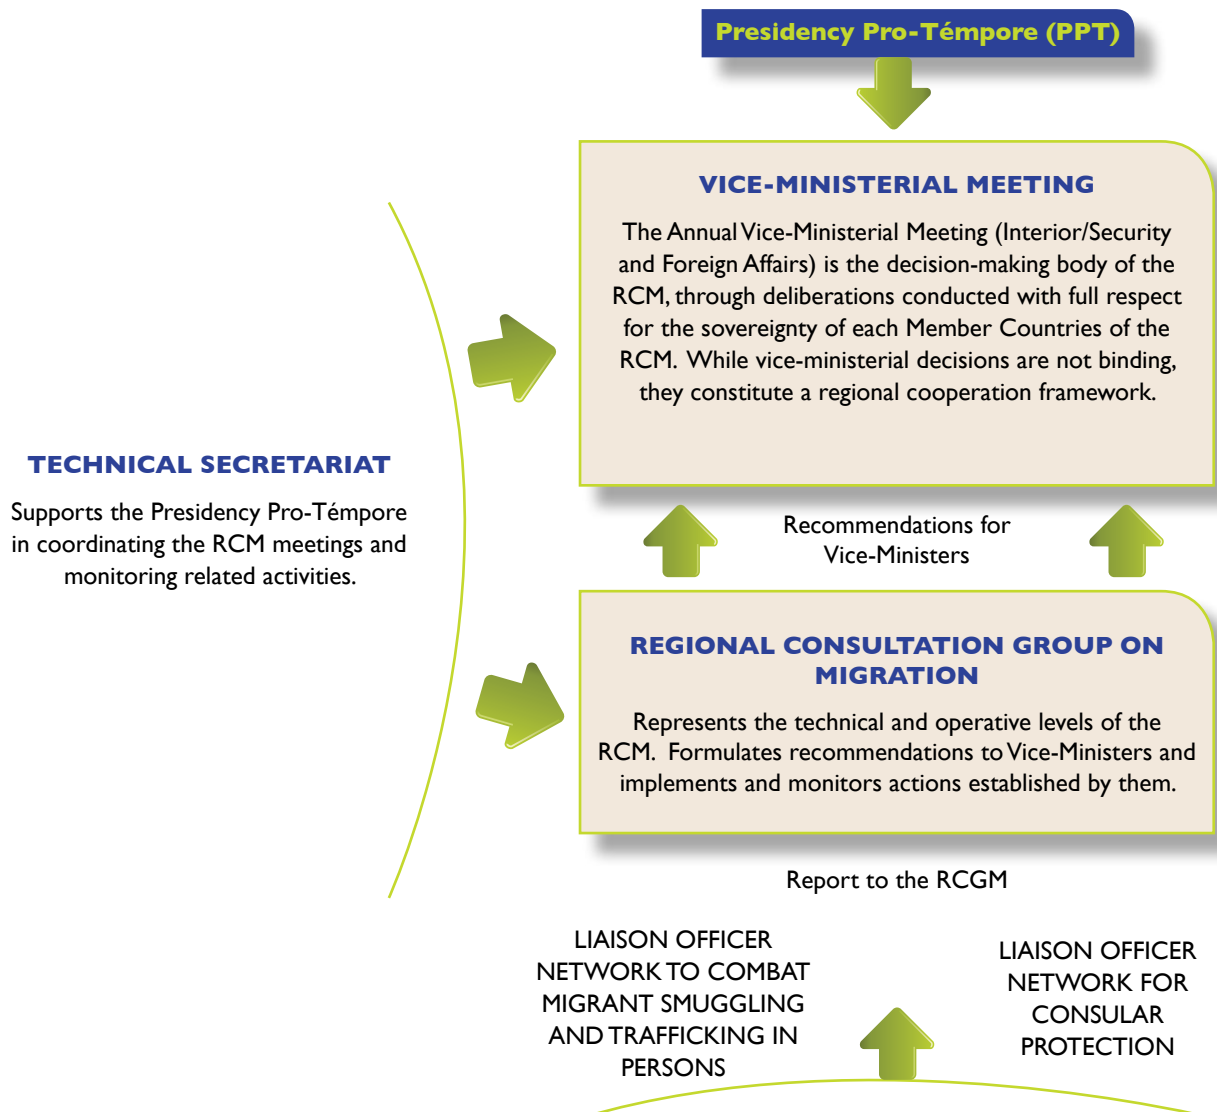 Presidency Pro-Témpore (PPT)
VICE-MINISTERIAL MEETING
The Annual Vice-Ministerial Meeting (Interior/Security
and Foreign Affairs) is the decision-making body of the
RCM, through deliberations conducted with full respect
for the sovereignty of each Member Countries of the
RCM.  While vice-ministerial decisions are not binding,
they constitute a regional cooperation framework.
TECHNICAL SECRETARIAT
Supports the Presidency Pro-Témpore
in coordinating the RCM meetings and
monitoring related activities.
Recommendations for
Vice-Ministers
REGIONAL CONSULTATION GROUP ON
MIGRATION
Represents the technical and operative levels of the
RCM.  Formulates recommendations to Vice-Ministers and
implements and monitors actions established by them.
Report to the RCGM
LIAISON OFFICER
NETWORK TO COMBAT
MIGRANT SMUGGLING
AND TRAFFICKING IN
PERSONS
LIAISON OFFICER
NETWORK FOR
CONSULAR
PROTECTION